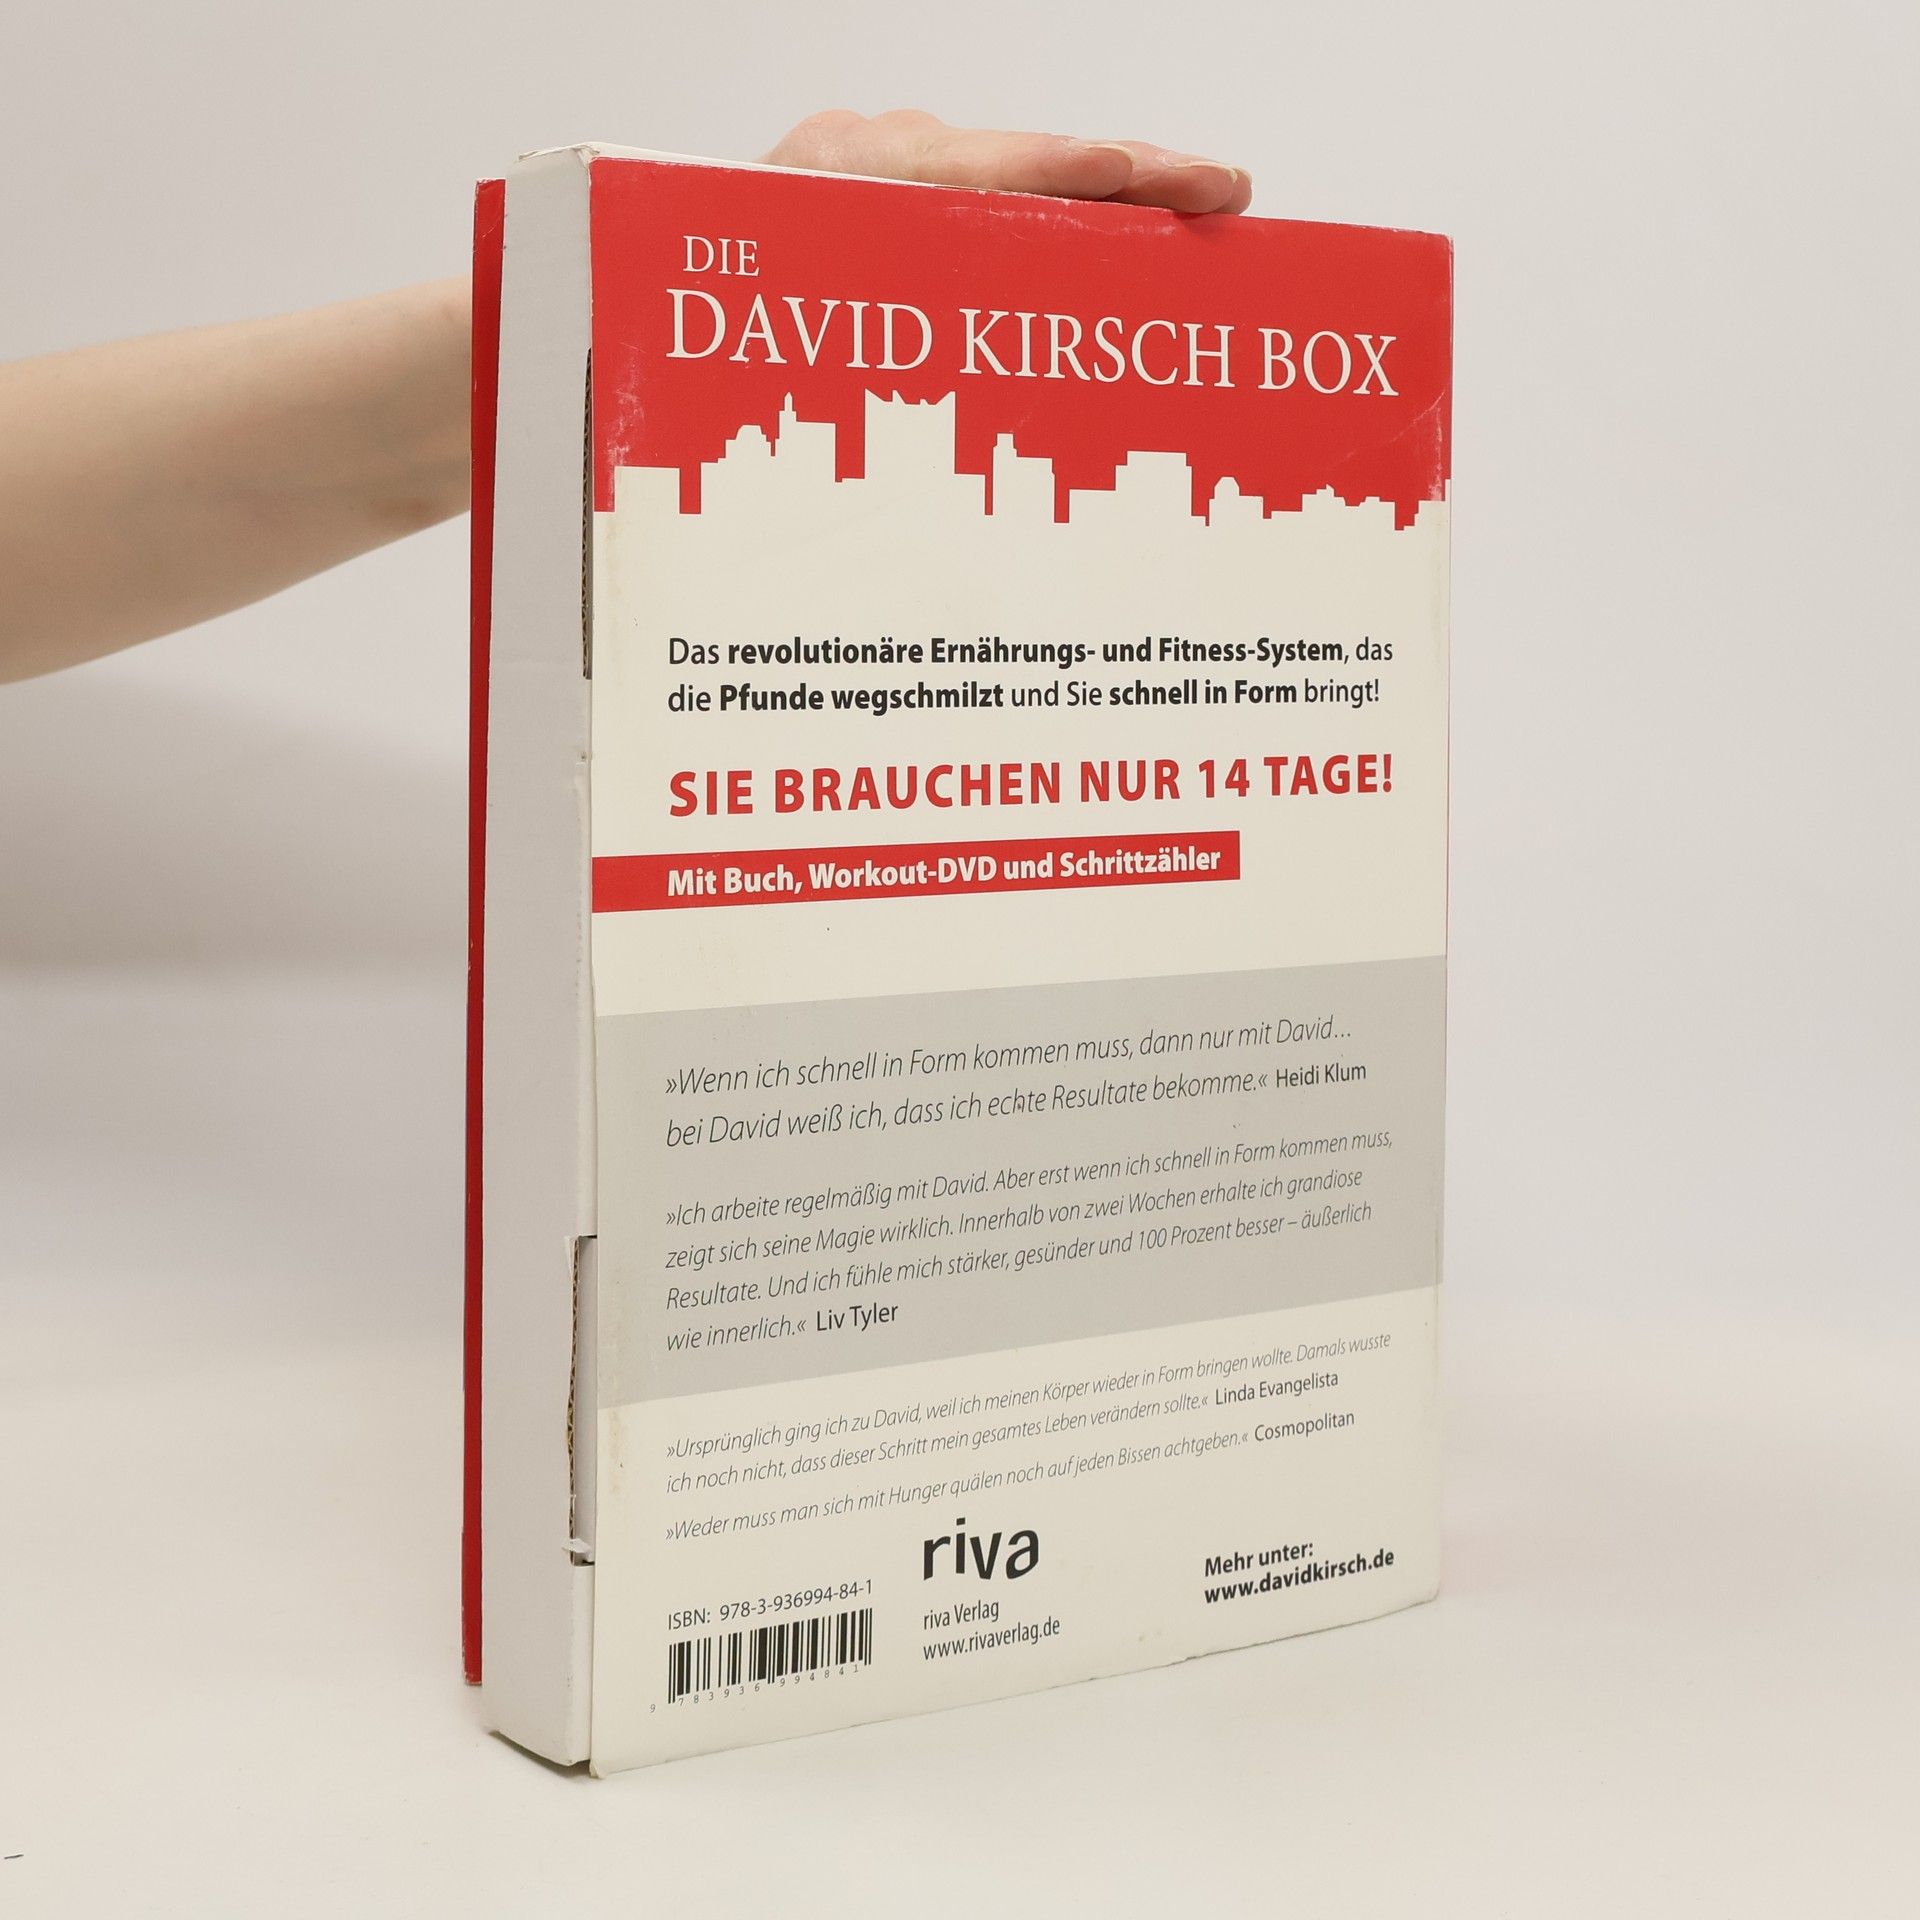 DIE
DAVID KIRSCH BOX
Das revolutionäre Ernährungs- und Fitness-System, das
die Pfunde wegschmilzt und Sie schnell in Form bringt!
SIE BRAUCHEN NUR 14 TAGE!
Mit Buch, Workout-DVD und Schrittzähler
»Wenn ich schnell in Form kommen muss, dann nur mit David...
bei David weiß ich, dass ich echte Resultate bekomme.« Heidi Klum
»Ich arbeite regelmäßig mit David. Aber erst wenn ich schnell in Form kommen muss,
zeigt sich seine Magie wirklich. Innerhalb von zwei Wochen erhalte ich grandiose
Resultate. Und ich fühle mich stärker, gesünder und 100 Prozent besser – äußerlich
wie innerlich.« Liv Tyler
»Ursprünglich ging ich zu David, weil ich meinen Körper wieder in Form bringen wollte. Damals wusste
ich noch nicht, dass dieser Schritt mein gesamtes Leben verändern sollte.« Linda Evangelista
»Weder muss man sich mit Hunger quälen noch auf jeden Bissen achtgeben.« Cosmopolitan
ISBN: 978-3-936994-84-1
9 783936 994841
riva
riva Verlag
www.rivaverlag.de
Mehr unter:
www.davidkirsch.de